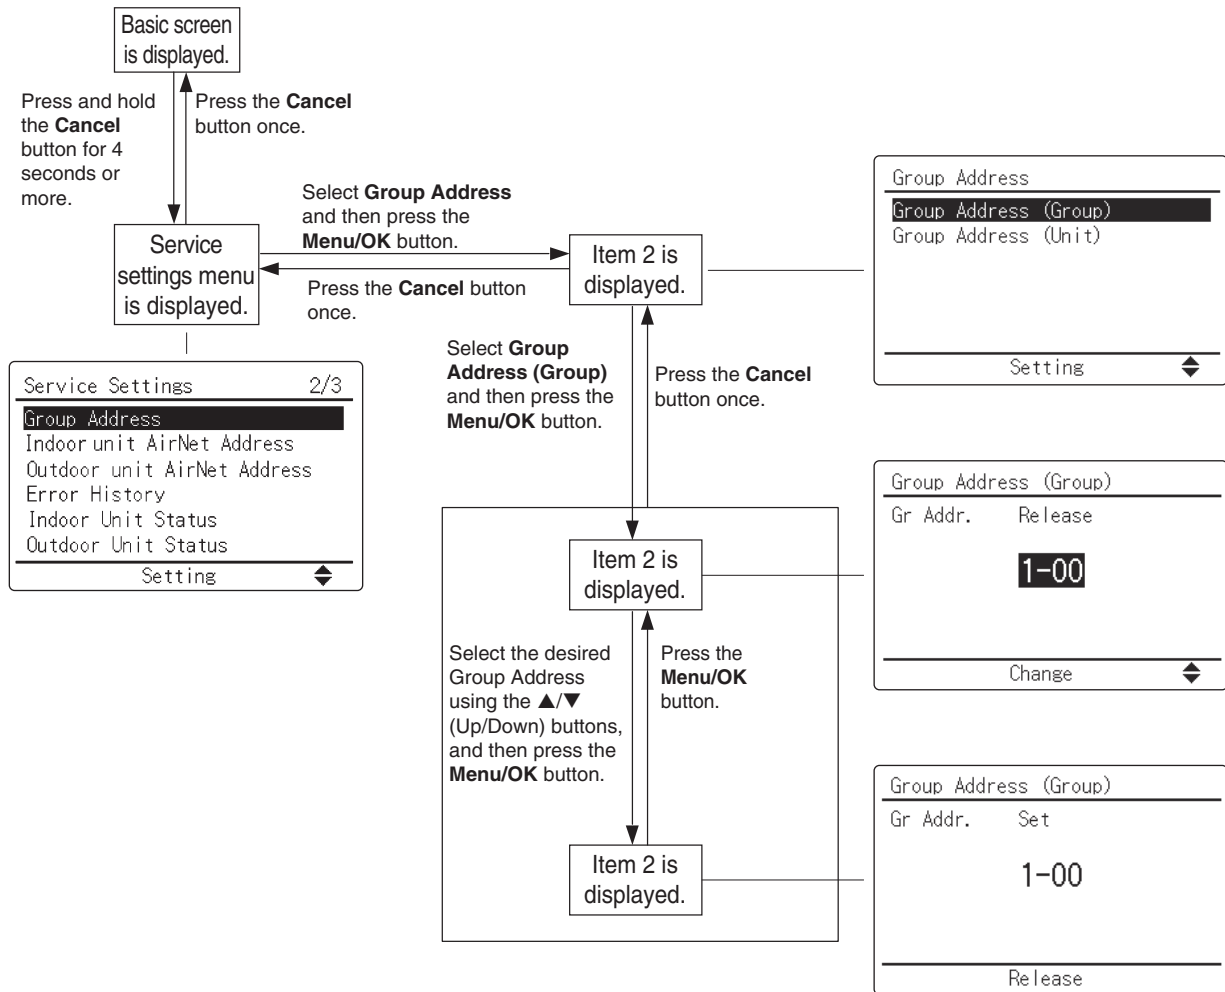 Basic screen
is displayed.
Press and hold
the Cancel
button for 4
seconds or
more.
Press the Cancel
button once.
Select Group Address
and then press the
Menu/OK button.
Service
settings menu
is displayed.
Press the Cancel button
once.
Item 2 is
displayed.
Group Address
Group Address (Group)
Group Address (Unit)
Setting
Service Settings 2/3
Group Address
Indoor unit AirNet Address
Outdoor unit AirNet Address
Error History
Indoor Unit Status
Outdoor Unit Status
Setting
Select Group
Address (Group)
and then press the
Menu/OK button.
Press the Cancel
button once.
Item 2 is
displayed.
Group Address (Group)
Gr Addr. Release
1-00
Change
Select the desired
Group Address
using the ▲/▼
(Up/Down) buttons,
and then press the
Menu/OK button.
Press the
Menu/OK
button.
Item 2 is
displayed.
Group Address (Group)
Gr Addr. Set
1-00
Release